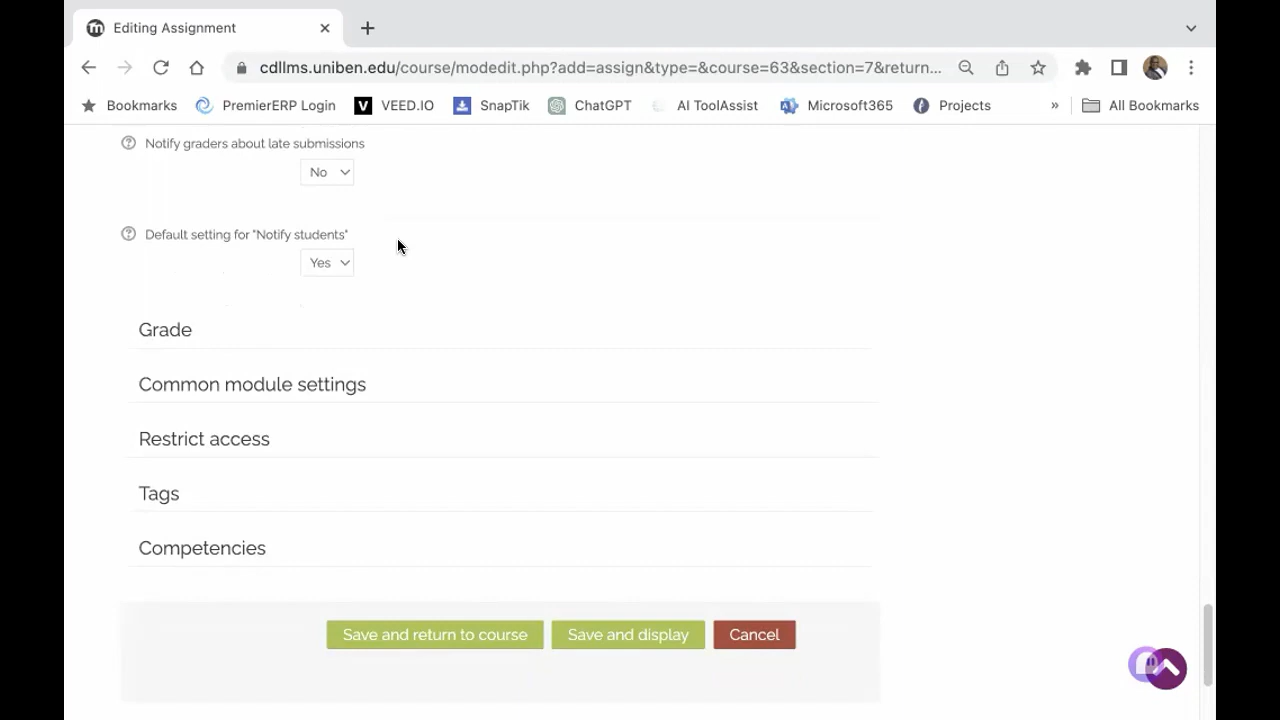 Editing Assignment
cdllms.uniben.edu/course/modedit.php?add=assign&type=&course=63&section=7&return...
Bookmarks PremierERP Login VEED.IO SnapTik ChatGPT AI ToolAssist Microsoft365 Projects » All Bookmarks
Notify graders about late submissions
No
Default setting for "Notify students"
Yes
Grade
Common module settings
Restrict access
Tags
Competencies
Save and return to course Save and display Cancel